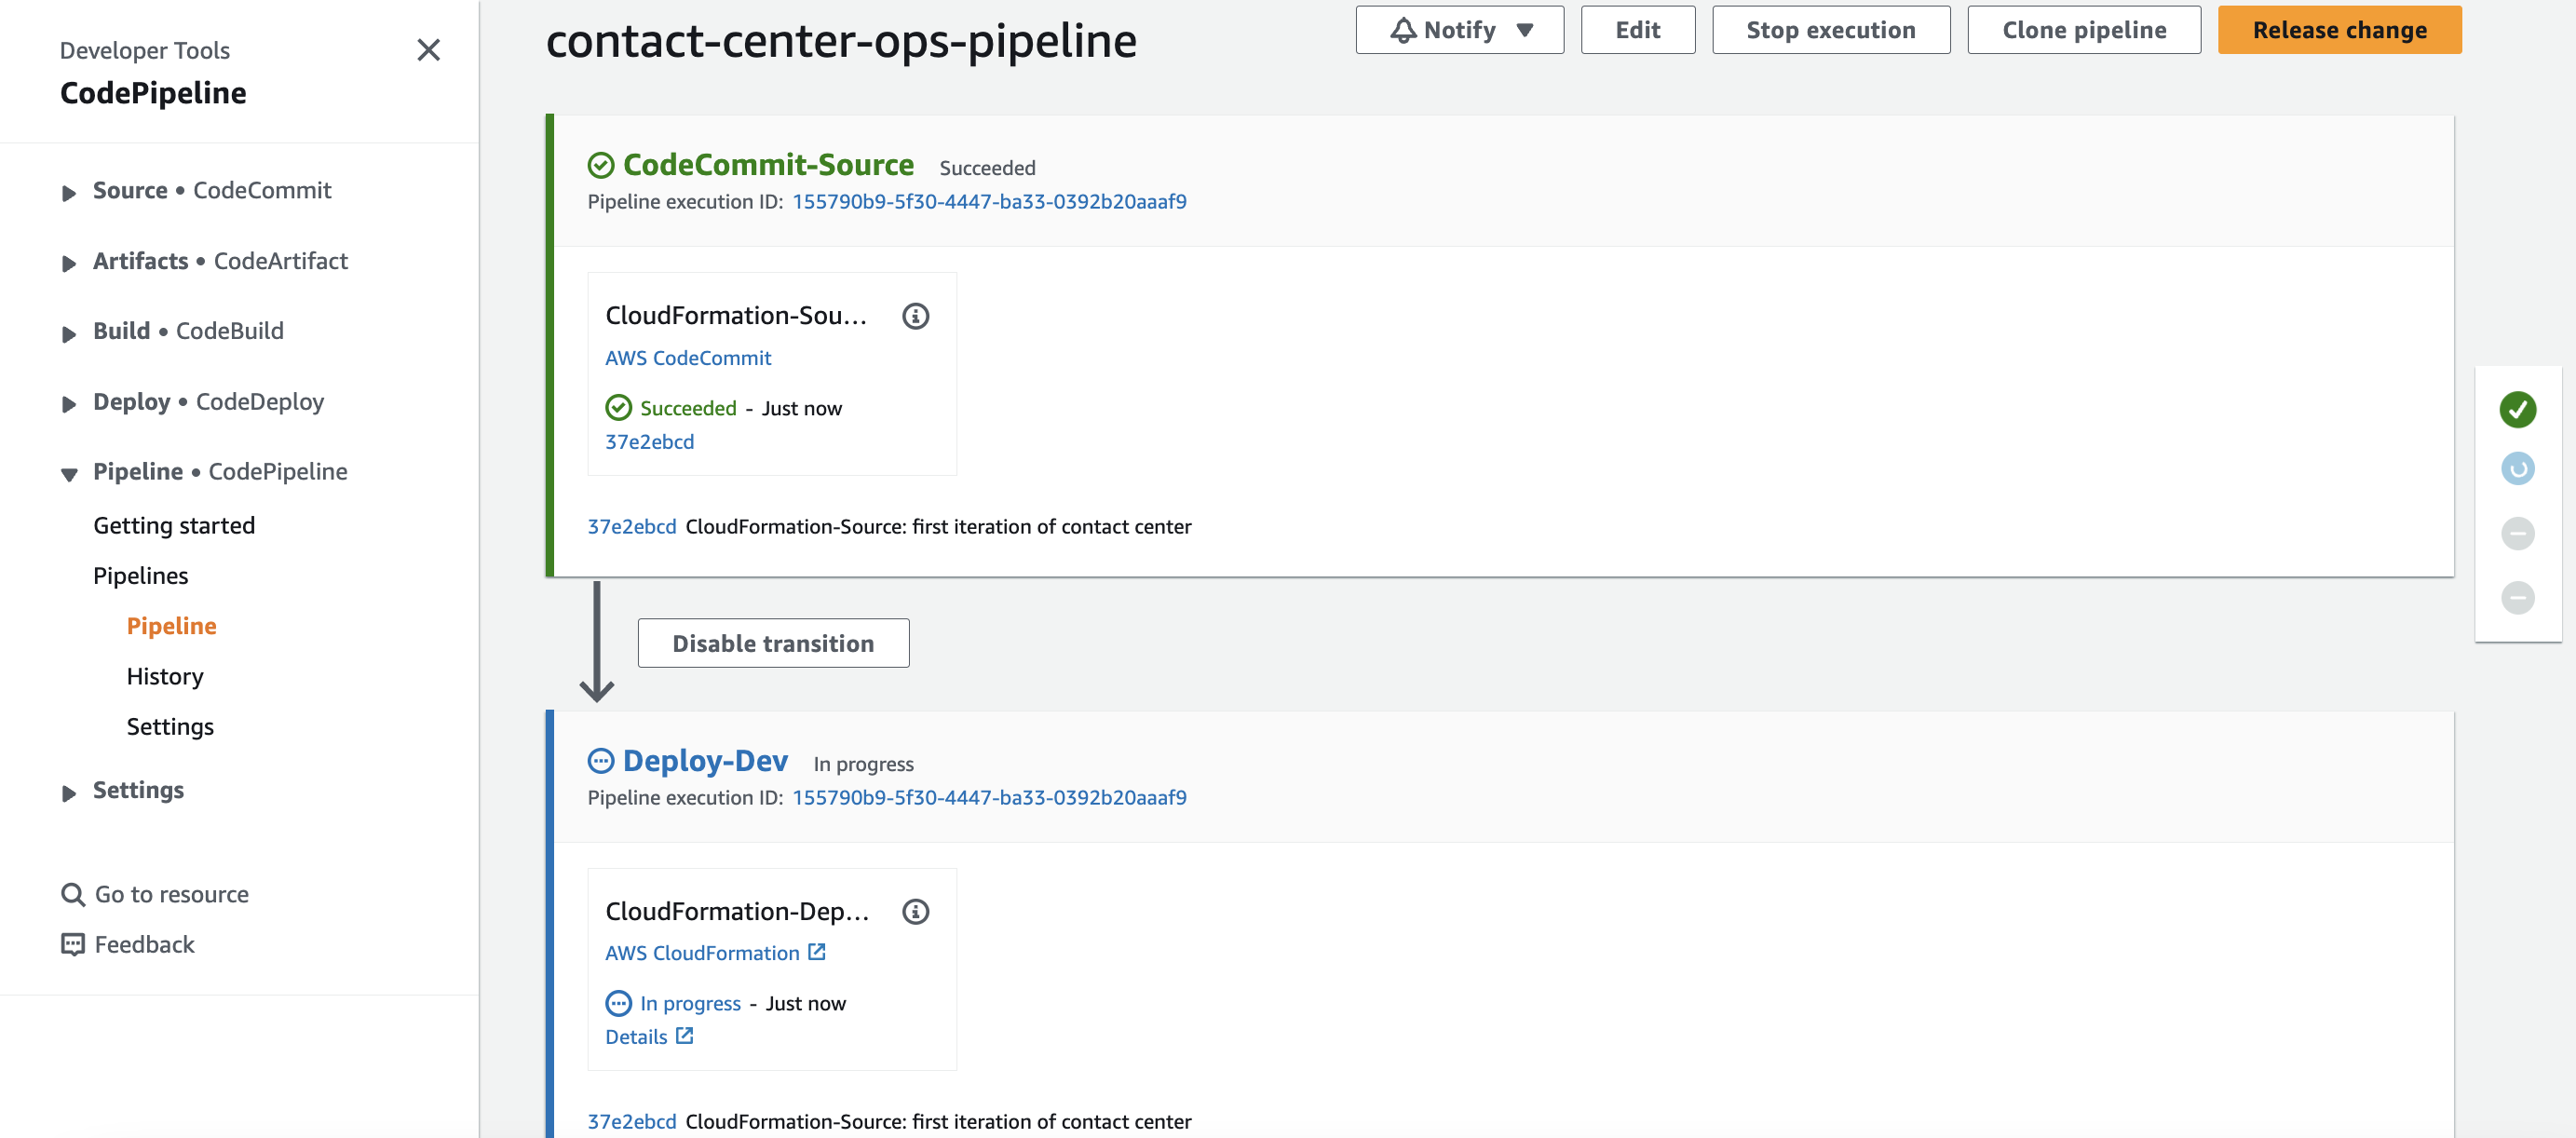 Developer Tools
CodePipeline
Source • CodeCommit
Artifacts • CodeArtifact
Build • CodeBuild
Deploy • CodeDeploy
Pipeline • CodePipeline
Getting started
Pipelines
Pipeline
History
Settings
Settings
Go to resource
Feedback
contact-center-ops-pipeline
Notify
Edit
Stop execution
Clone pipeline
Release change
CodeCommit-Source Succeeded
Pipeline execution ID: 155790b9-5f30-4447-ba33-0392b20aaaf9
CloudFormation-Sou...
AWS CodeCommit
Succeeded - Just now
37e2ebcd
37e2ebcd CloudFormation-Source: first iteration of contact center
Disable transition
Deploy-Dev In progress
Pipeline execution ID: 155790b9-5f30-4447-ba33-0392b20aaaf9
CloudFormation-Dep...
AWS CloudFormation
In progress - Just now
Details
37e2ebcd CloudFormation-Source: first iteration of contact center